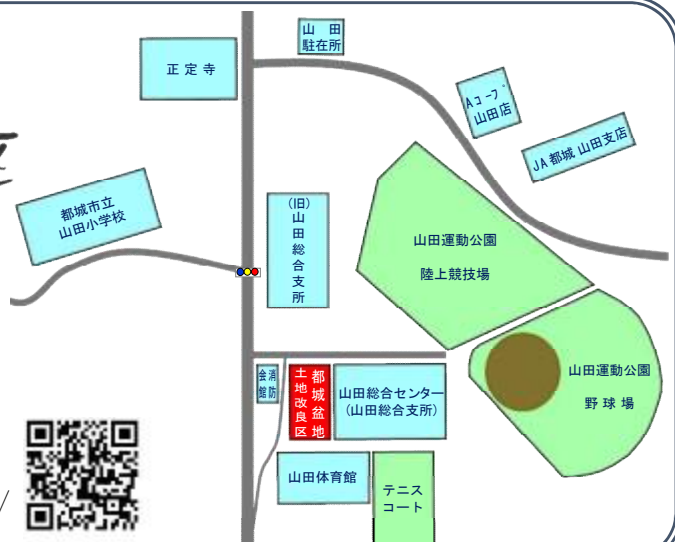 山　田
駐在所
正 定 寺
Aコープ
山田店
JA 都城 山田支店
都城市立
山田小学校
(旧)
山田総合支所
山田運動公園
陸上競技場
山田運動公園
野 球 場
消防
会館
都城盆地
土地改良区
山田総合センター
(山田総合支所)
山田体育館
テニス
コート